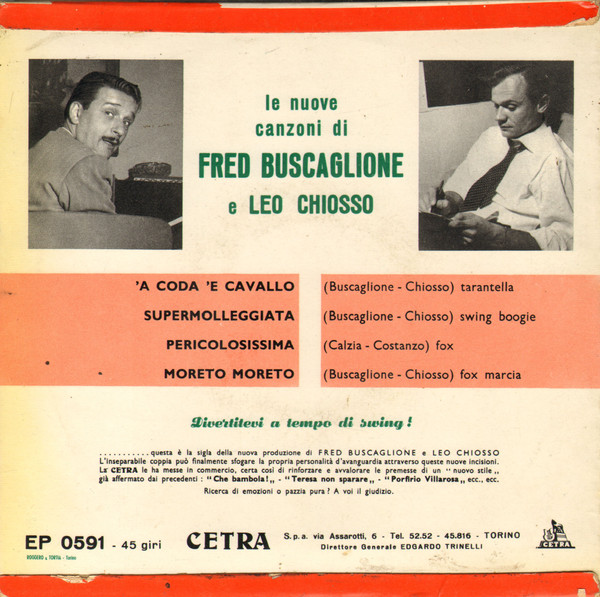 le nuove
canzoni di
FRED BUSCAGLIONE
e LEO CHIOSSO
'A CODA 'E CAVALLO (Buscaglione - Chiosso) tarantella
SUPERMOLLEGGIATA (Buscaglione - Chiosso) swing boogie
PERICOLOSISSIMA (Calzia - Costanzo) fox
MORETO MORETO (Buscaglione - Chiosso) fox marcia
Divertitevi a tempo di swing!
...........questa è la sigla della nuova produzione di FRED BUSCAGLIONE e LEO CHIOSSO
L'inseparabile coppia può finalmente sfogare la propria personalità d'avanguardia attraverso queste nuove incisioni.
La CETRA le ha messe in commercio, certa così di rinforzare e avvalorare le premesse di un "nuovo stile„
già affermato dai precedenti : "Che bambola!„ - "Teresa non sparare„ - "Porfirio Villarosa„ ecc., ecc.
Ricerca di emozioni o pazzia pura? A voi il giudizio.
EP 0591 - 45 giri CETRA S.p.a. via Assarotti, 6 - Tel. 52.52 - 45.816 - TORINO
Direttore Generale EDGARDO TRINELLI
CETRA
ROGGERO & TORTIA - Torino